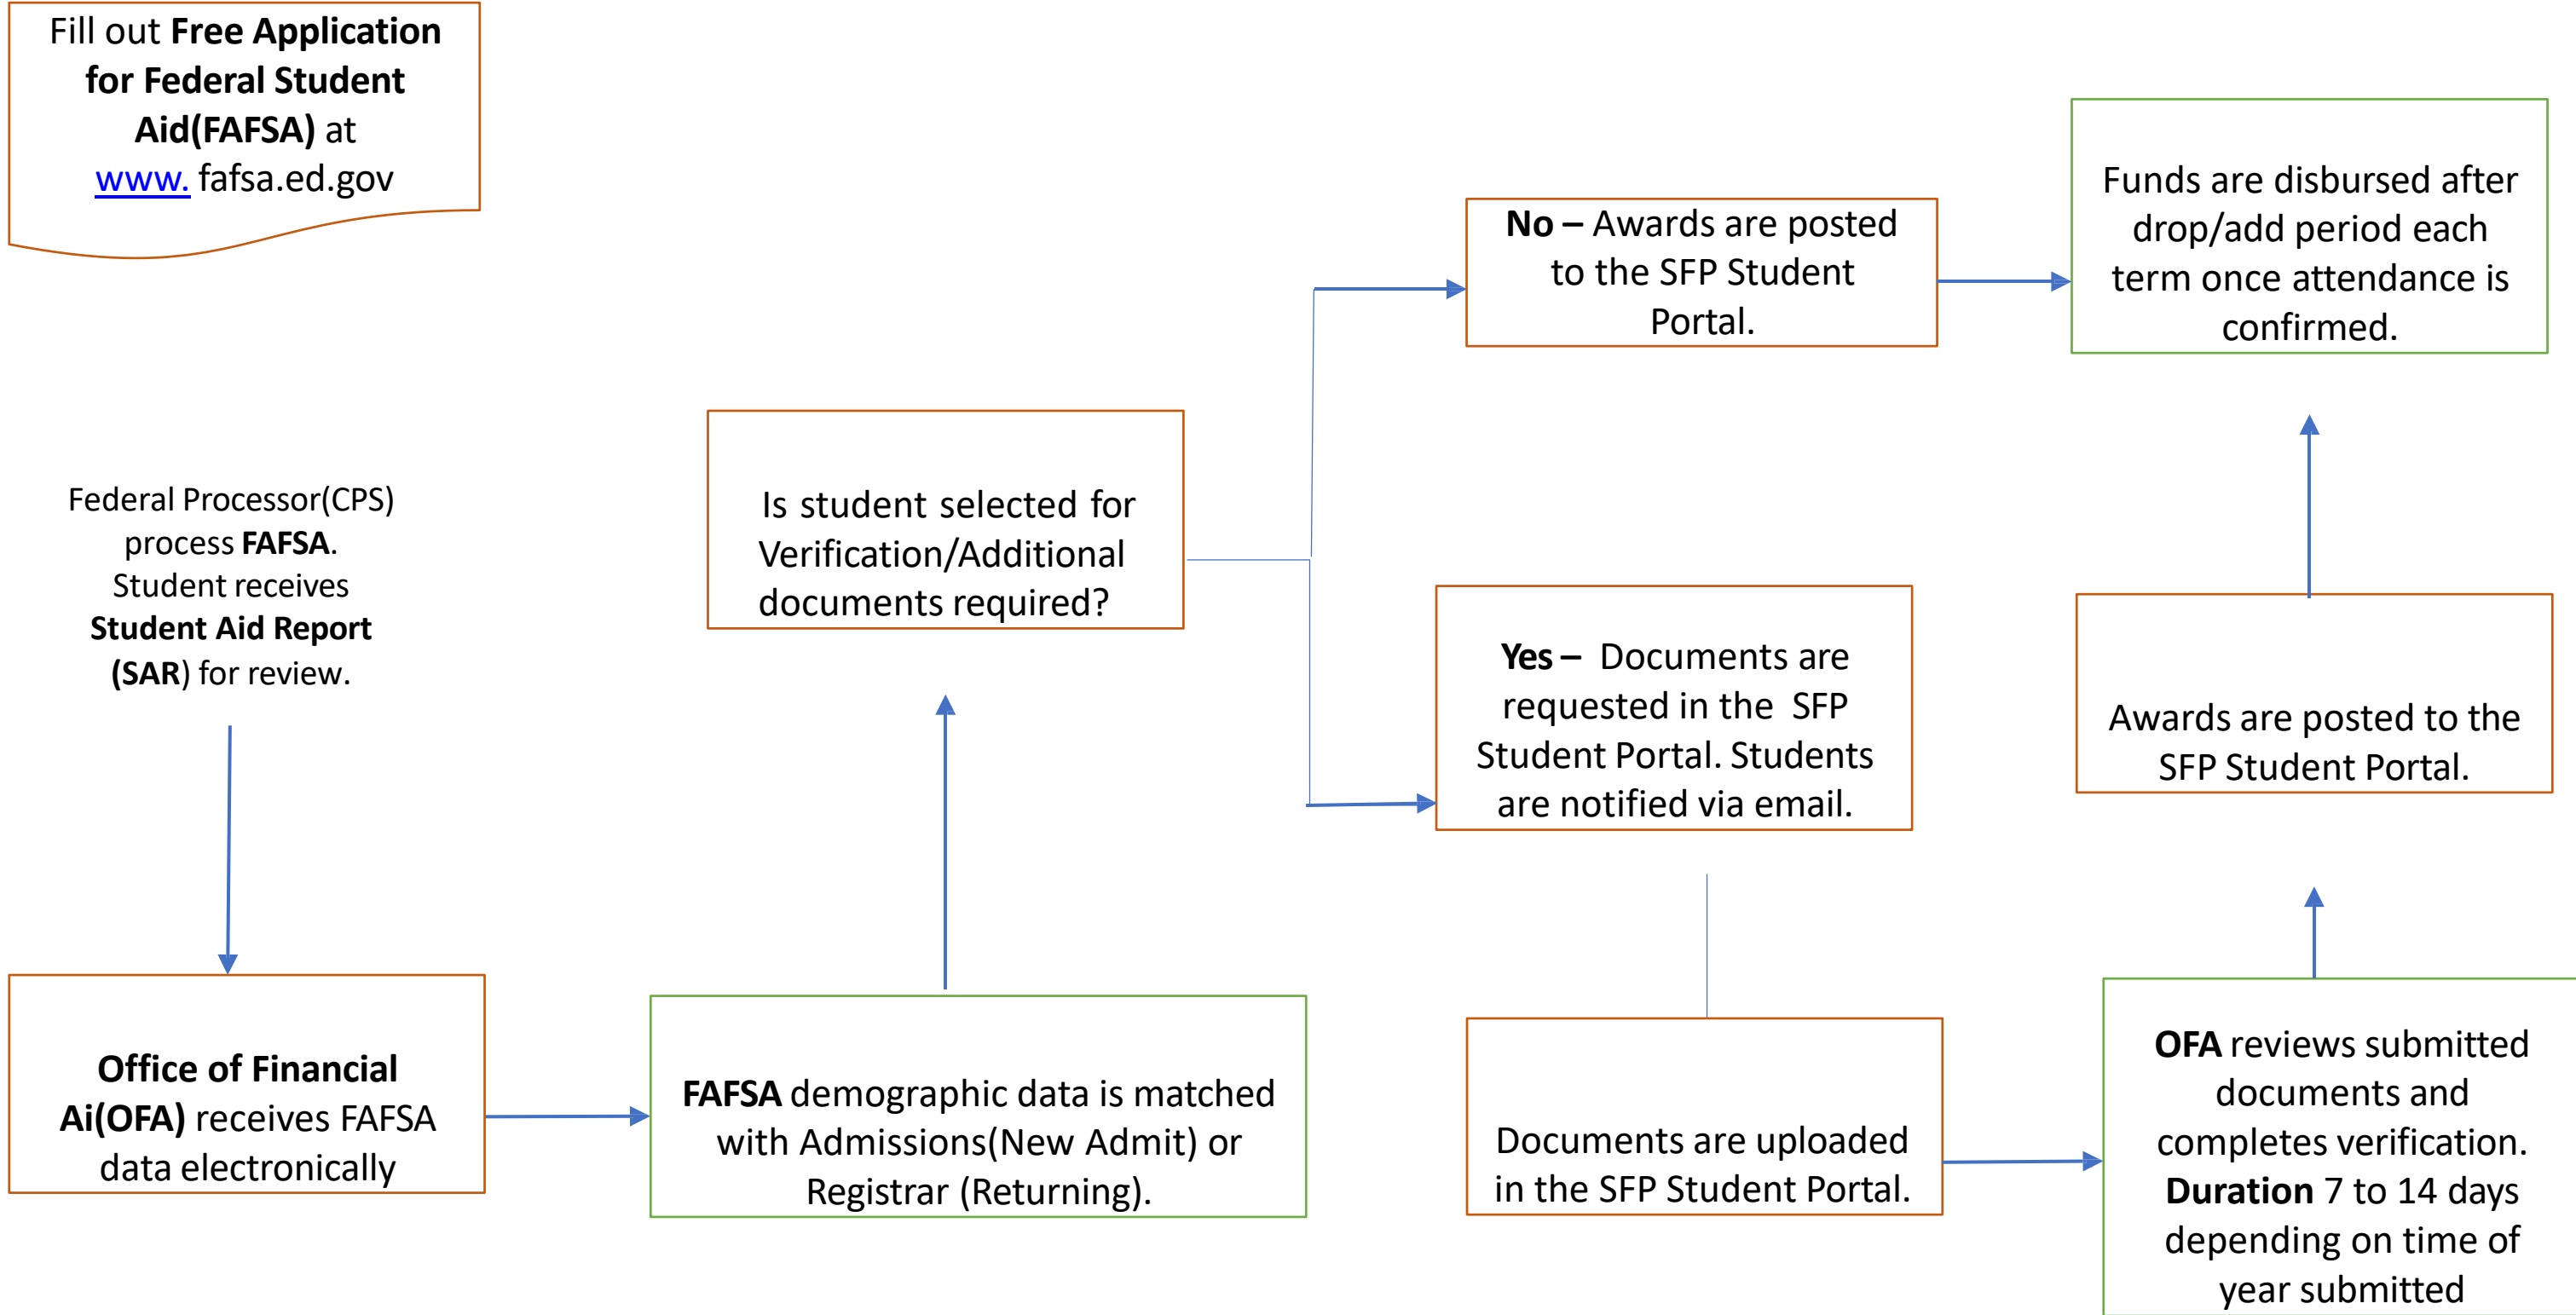 Fill out Free Application
for Federal Student
Aid(FAFSA) at
www. fafsa.ed.gov
Federal Processor(CPS)
process FAFSA.
Student receives
Student Aid Report
(SAR) for review.
Office of Financial
Ai(OFA) receives FAFSA
data electronically
FAFSA demographic data is matched
with Admissions(New Admit) or
Registrar (Returning).
Is student selected for
Verification/Additional
documents required?
No – Awards are posted
to the SFP Student
Portal.
Yes – Documents are
requested in the SFP
Student Portal. Students
are notified via email.
Documents are uploaded
in the SFP Student Portal.
OFA reviews submitted
documents and
completes verification.
Duration 7 to 14 days
depending on time of
year submitted
Awards are posted to the
SFP Student Portal.
Funds are disbursed after
drop/add period each
term once attendance is
confirmed.